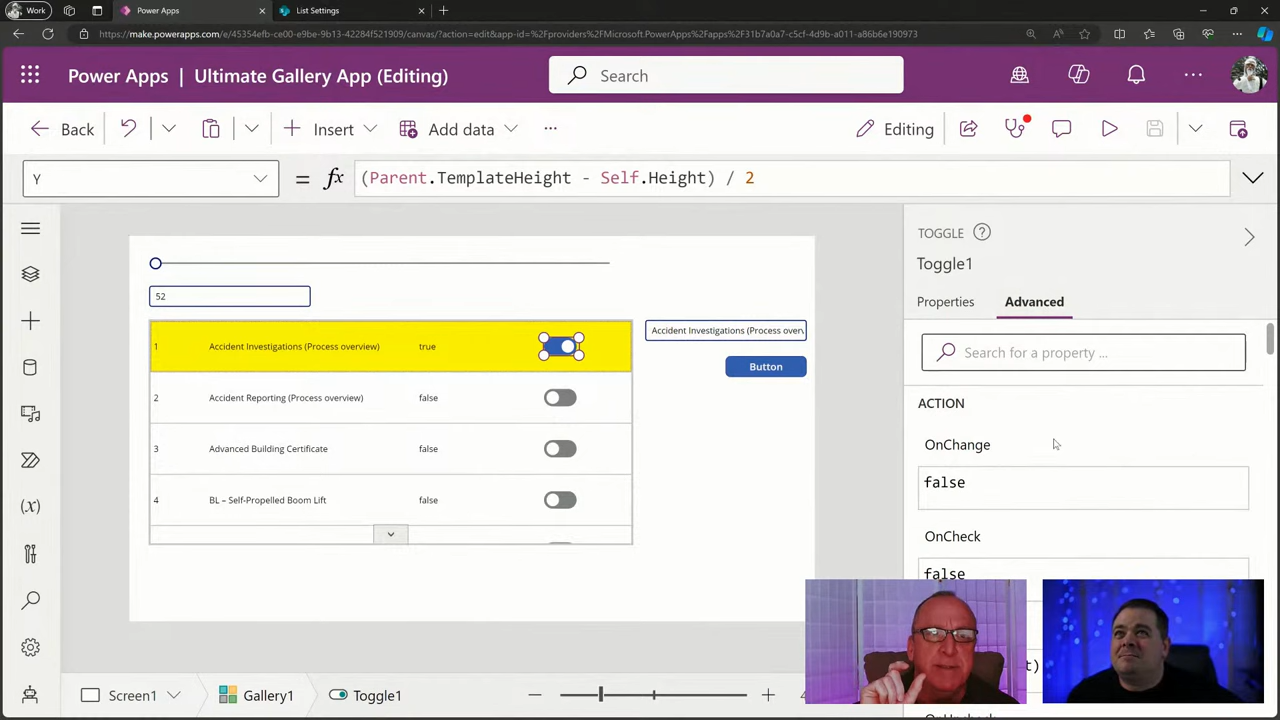 Work
Power Apps
List Settings
https://make.powerapps.com/e/45354efb-ce00-e9be-9b13-42284f521909/canvas/?action=edit&app-id=%2Fproviders%2FMicrosoft.PowerApps%2Fapps%2F31b7a0a7-c5cf-4d9b-a011-a86b6e190973
Power Apps | Ultimate Gallery App (Editing)
Search
Back
Insert
Add data
Editing
Y
= fx (Parent.TemplateHeight - Self.Height) / 2
TOGGLE
Toggle1
Properties
Advanced
Search for a property ...
ACTION
OnChange
false
OnCheck
false
t)
52
1 Accident Investigations (Process overview) true
2 Accident Reporting (Process overview) false
3 Advanced Building Certificate false
4 BL – Self-Propelled Boom Lift false
Accident Investigations (Process over
Button
Screen1
Gallery1
Toggle1